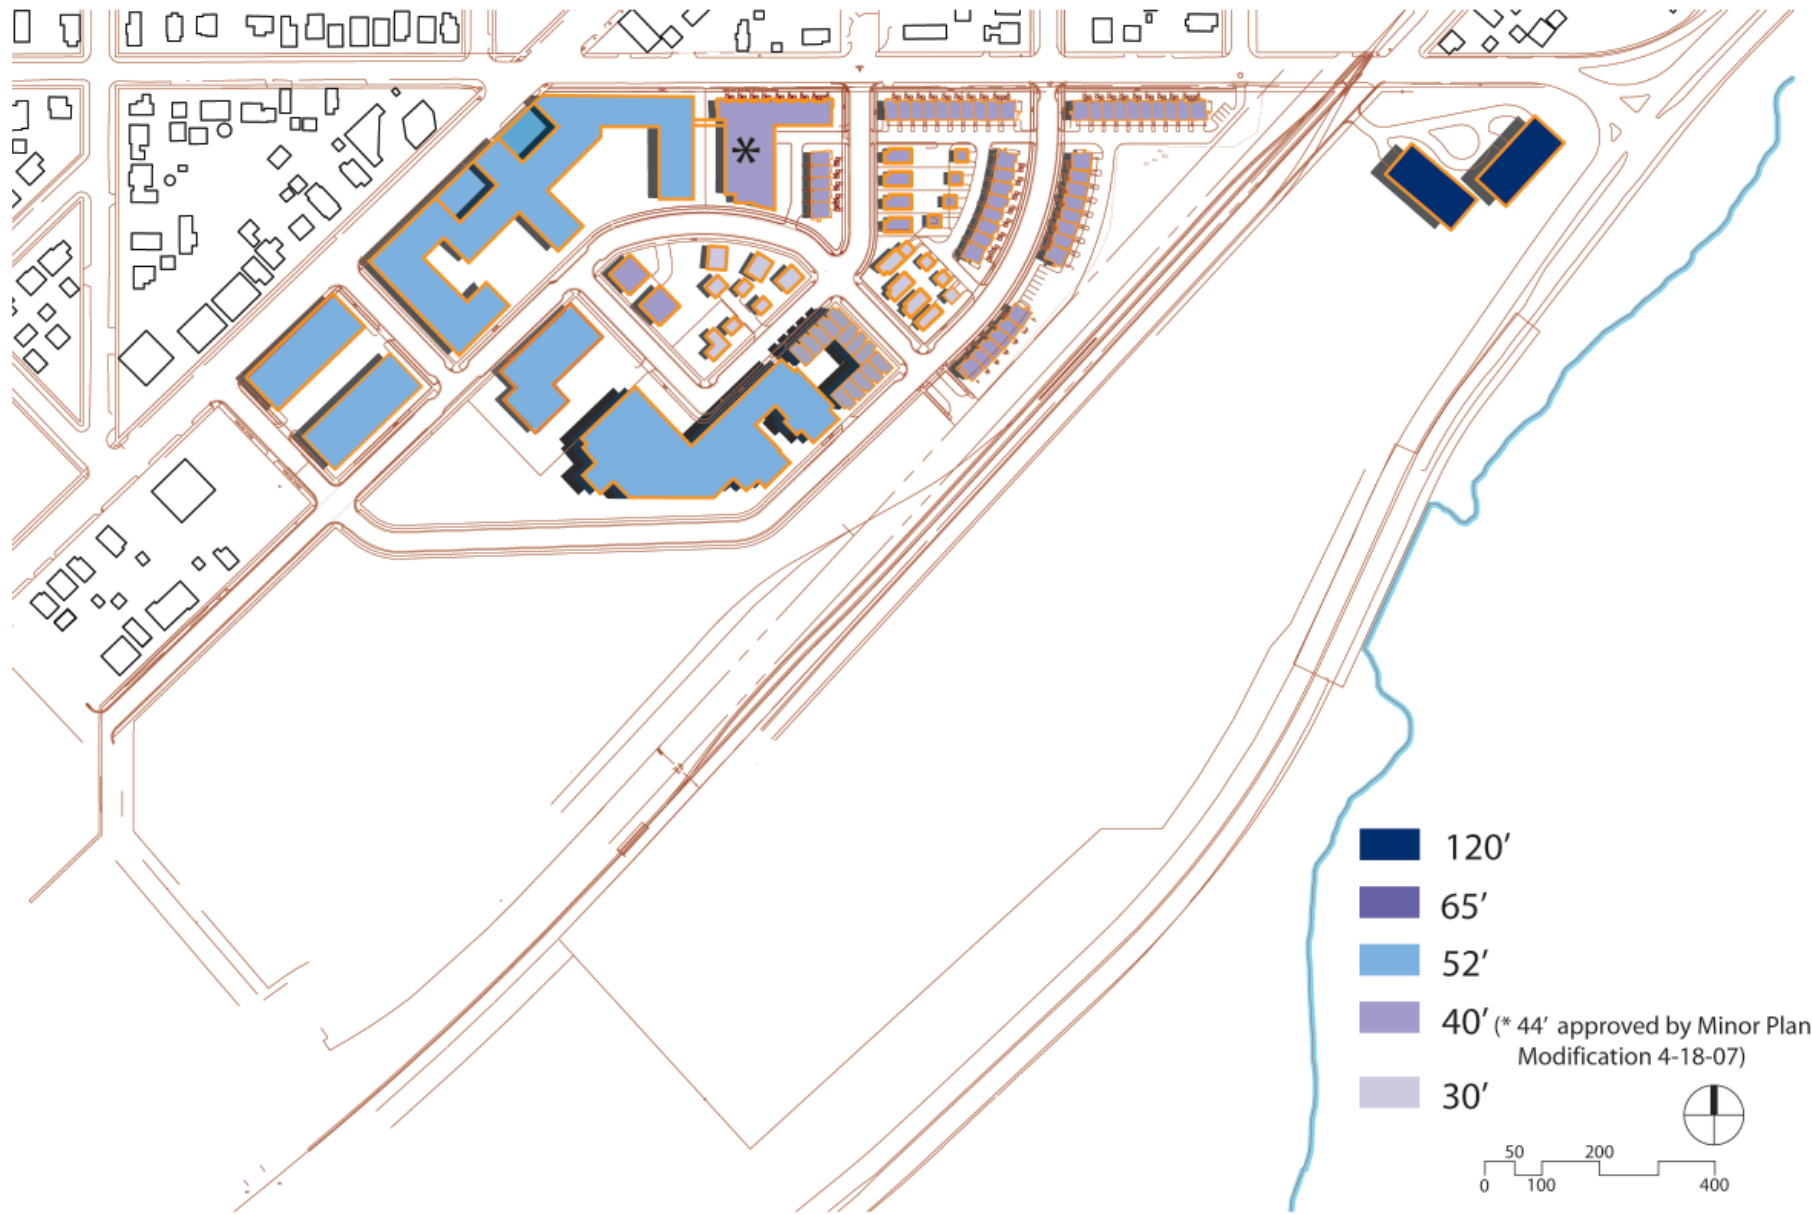 *
120'
65'
52'
40' (* 44' approved by Minor Plan
Modification 4-18-07)
30'
50 200
0 100 400